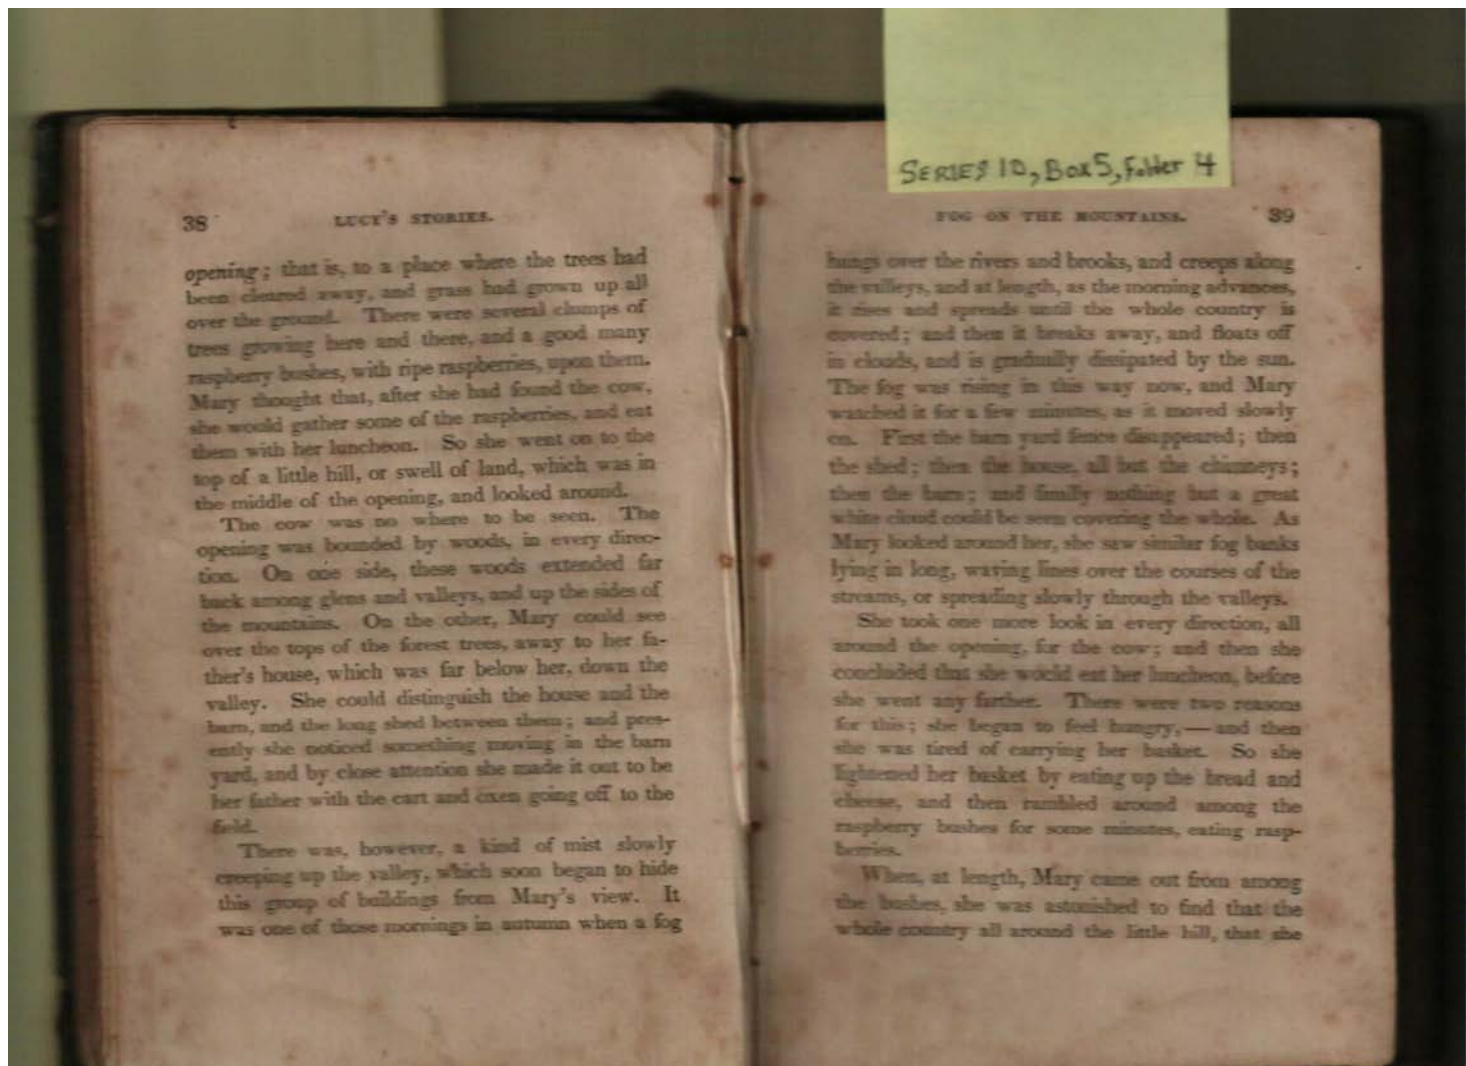 SERIES 10, Box 5, Folder 4
38 LUCY'S STORIES.
opening; that is, to a place where the trees had
been cleared away, and grass had grown up all
over the ground. There were several clumps of
trees growing here and there, and a good many
raspberry bushes, with ripe raspberries, upon them.
Mary thought that, after she had found the cow,
she would gather some of the raspberries, and eat
them with her luncheon. So she went on to the
top of a little hill, or swell of land, which was in
the middle of the opening, and looked around.
The cow was no where to be seen. The
opening was bounded by woods, in every direc-
tion. On one side, these woods extended far
back among glens and valleys, and up the sides of
the mountains. On the other, Mary could see
over the tops of the forest trees, away to her fa-
ther's house, which was far below her, down the
valley. She could distinguish the house and the
barn, and the long shed between them; and pres-
ently she noticed something moving in the barn
yard, and by close attention she made it out to be
her father with the cart and oxen going off to the
field.
There was, however, a kind of mist slowly
creeping up the valley, which soon began to hide
this group of buildings from Mary's view. It
was one of those mornings in autumn when a fog
FOG ON THE MOUNTAINS. 39
hangs over the rivers and brooks, and creeps along
the valleys, and at length, as the morning advances,
it rises and spreads until the whole country is
covered; and then it breaks away, and floats off
in clouds, and is gradually dissipated by the sun.
The fog was rising in this way now, and Mary
watched it for a few minutes, as it moved slowly
on. First the barn yard fence disappeared; then
the shed; then the house, all but the chimneys;
then the barn; and finally nothing but a great
white cloud could be seen covering the whole. As
Mary looked around her, she saw similar fog banks
lying in long, waving lines over the courses of the
streams, or spreading slowly through the valleys.
She took one more look in every direction, all
around the opening, for the cow; and then she
concluded that she would eat her luncheon, before
she went any farther. There were two reasons
for this; she began to feel hungry,—and then
she was tired of carrying her basket. So she
lightened her basket by eating up the bread and
cheese, and then rambled around among the
raspberry bushes for some minutes, eating rasp-
berries.
When, at length, Mary came out from among
the bushes, she was astonished to find that the
whole country all around the little hill, that she